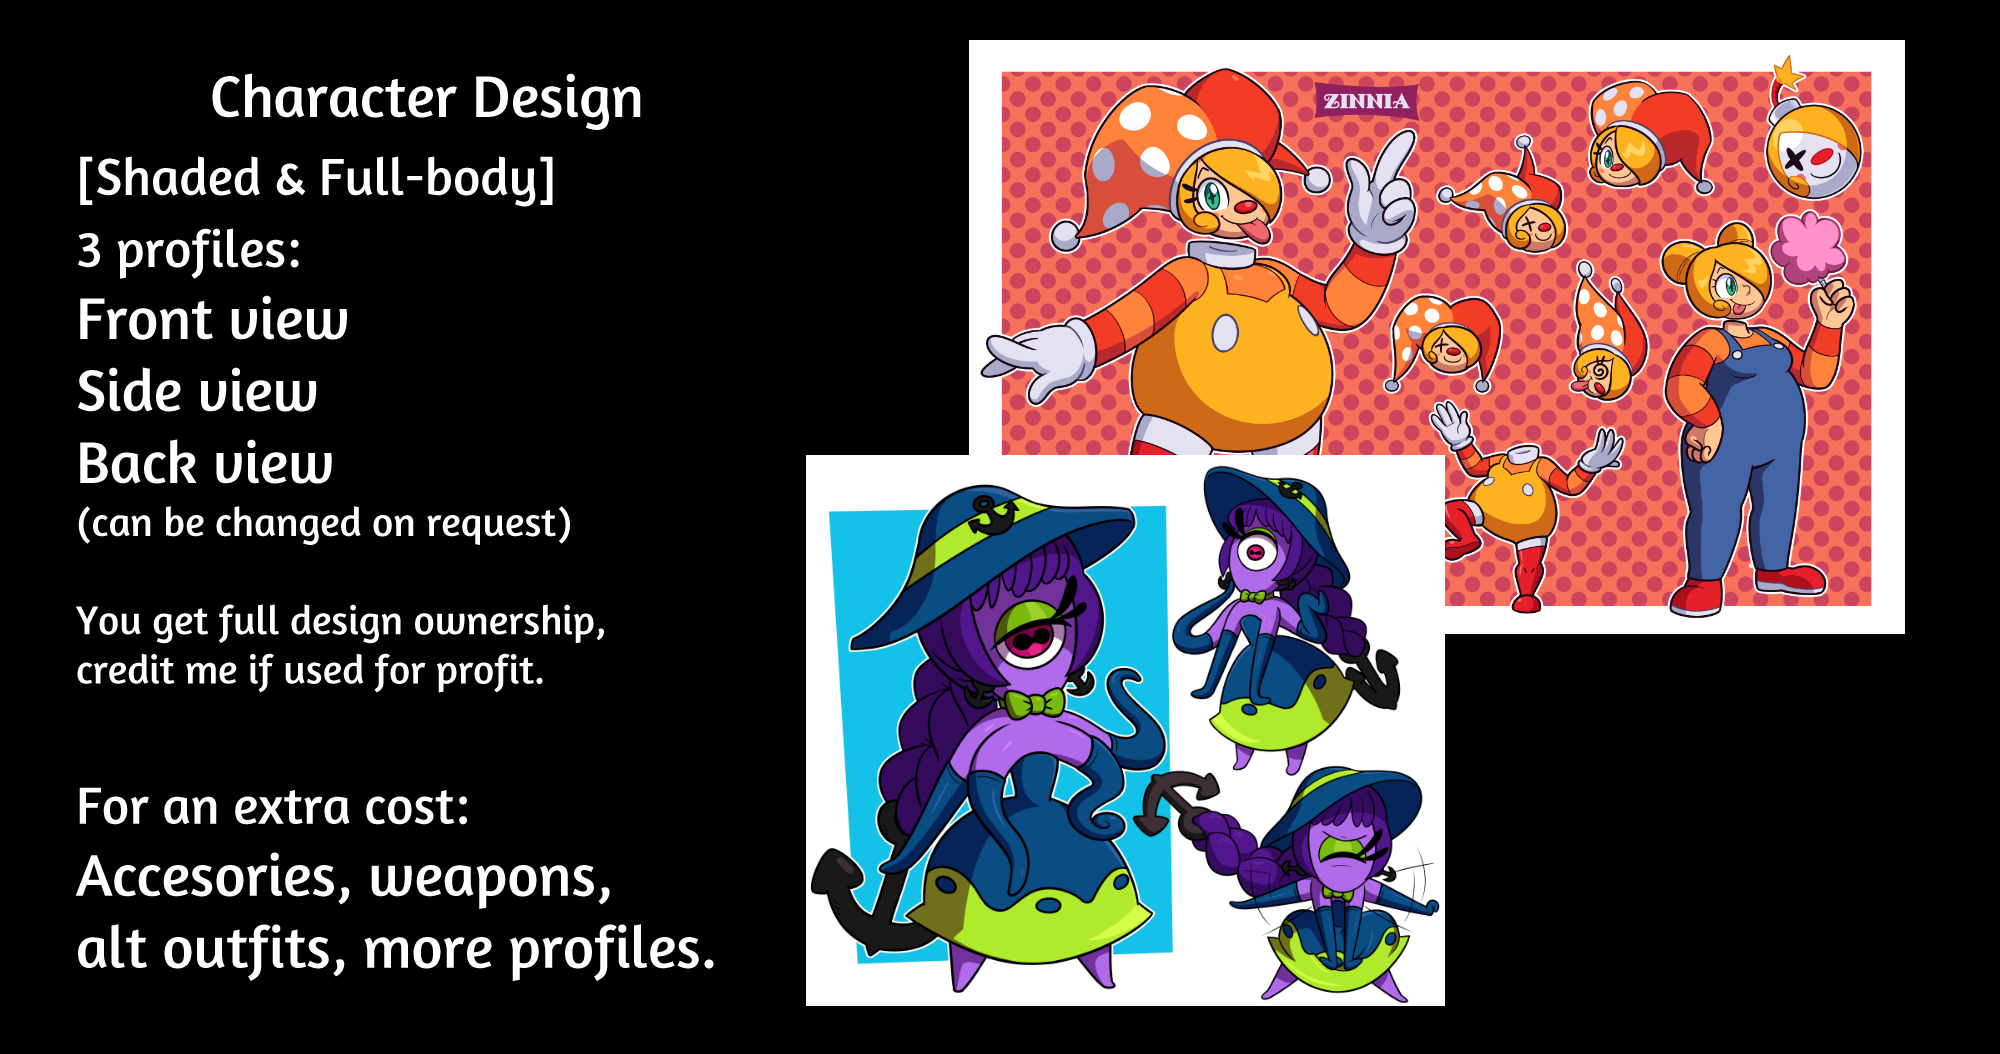 Character Design
[Shaded & Full-body]
3 profiles:
Front view
Side view
Back view
(can be changed on request)
You get full design ownership,
credit me if used for profit.
For an extra cost:
Accesories, weapons,
alt outfits, more profiles.
ZINNIA